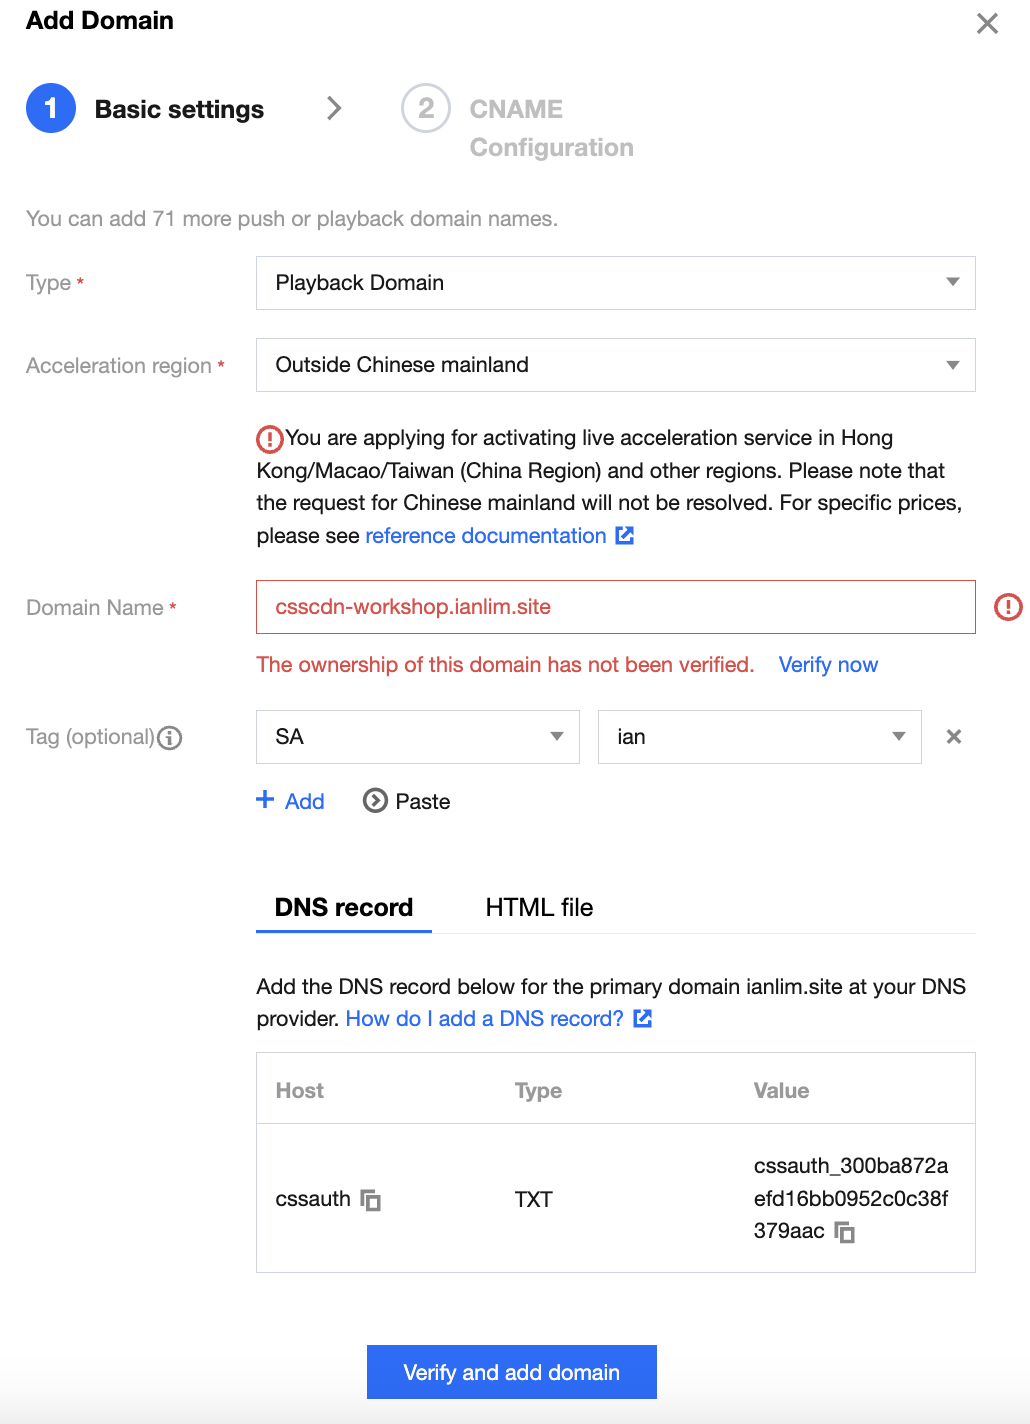 Add Domain
1 Basic settings
2 CNAME
Configuration
You can add 71 more push or playback domain names.
Type * Playback Domain
Acceleration region * Outside Chinese mainland
You are applying for activating live acceleration service in Hong
Kong/Macao/Taiwan (China Region) and other regions. Please note that
the request for Chinese mainland will not be resolved. For specific prices,
please see reference documentation
Domain Name * csscdn-workshop.ianlim.site
The ownership of this domain has not been verified. Verify now
Tag (optional) SA ian
+ Add Paste
DNS record HTML file
Add the DNS record below for the primary domain ianlim.site at your DNS
provider. How do I add a DNS record?
Host Type Value
cssauth TXT cssauth_300ba872a
efd16bb0952c0c38f
379aac
Verify and add domain